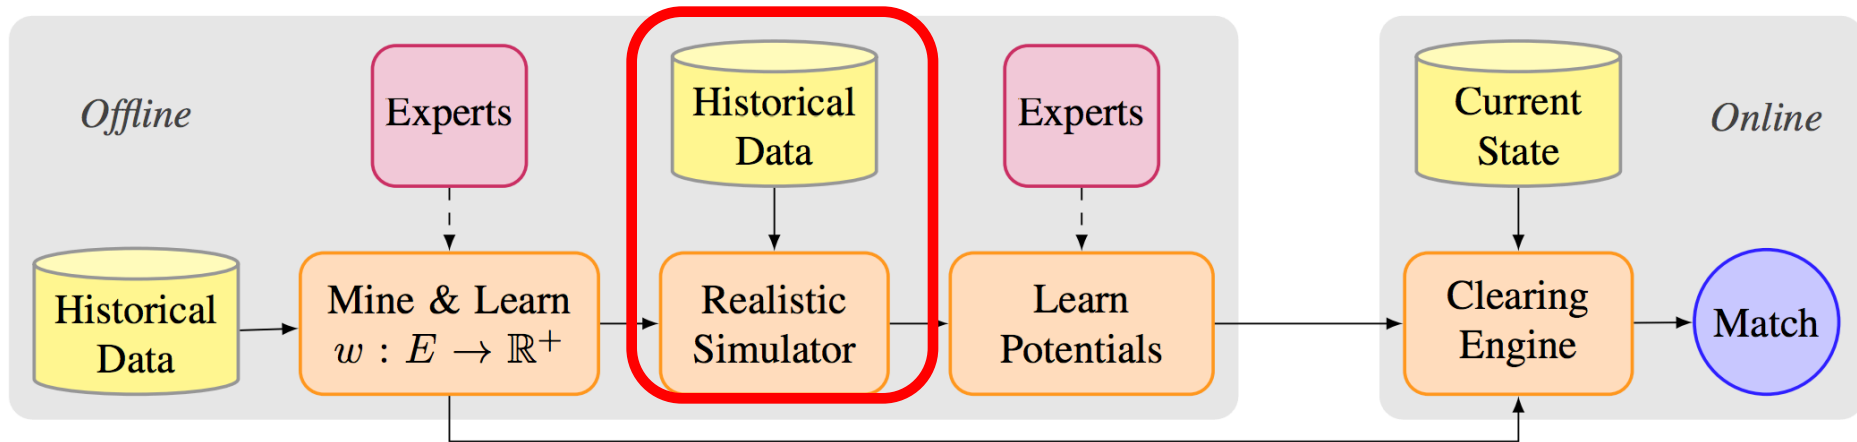 Offline
Experts
Historical
Data
Experts
Current
State
Online
Historical
Data
Mine & Learn
w : E → ℝ⁺
Realistic
Simulator
Learn
Potentials
Clearing
Engine
Match